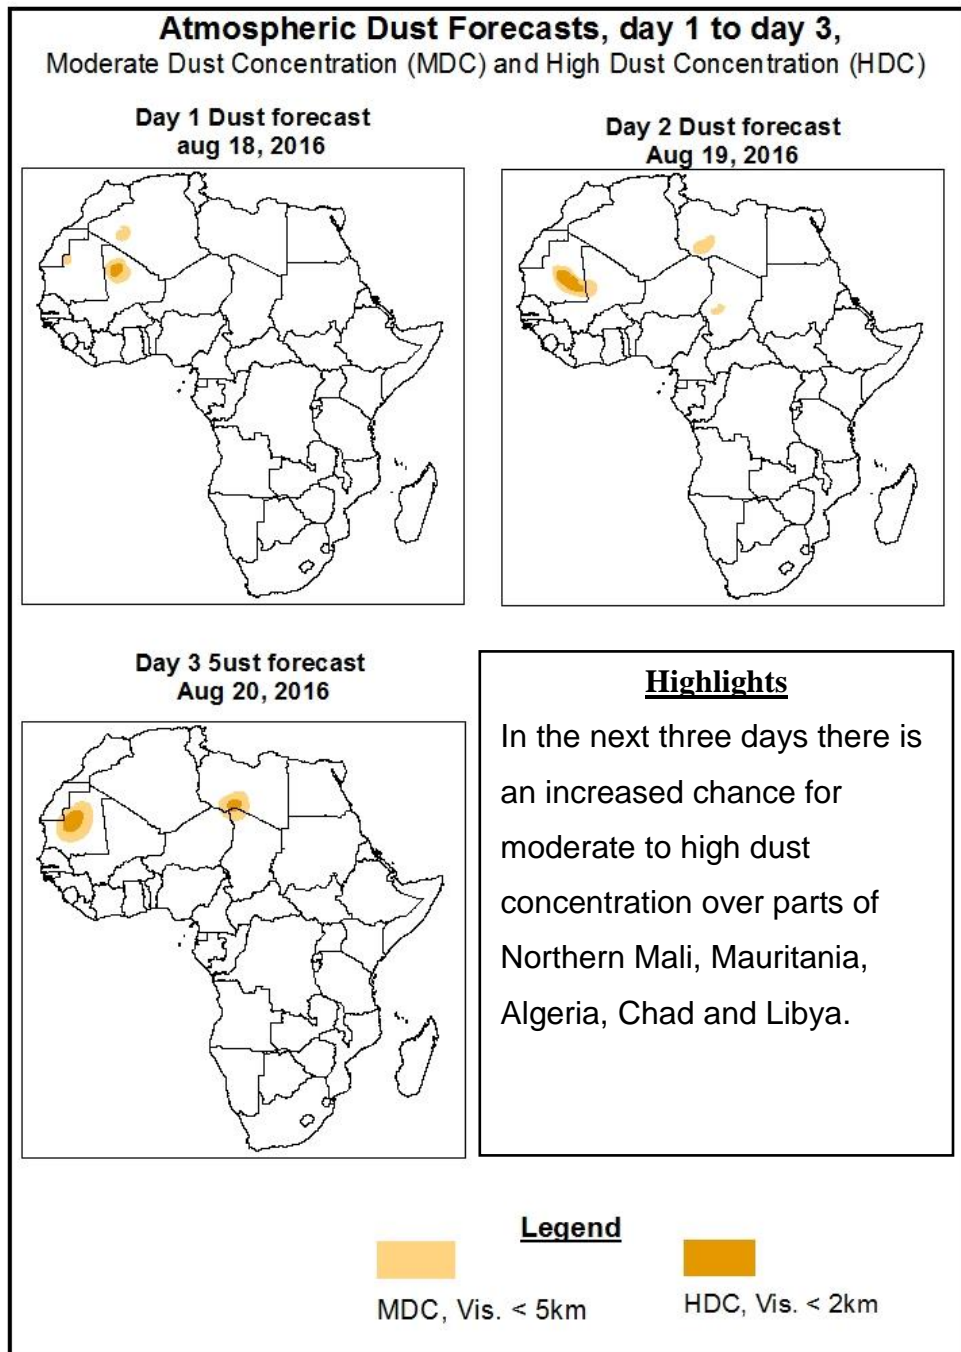 Atmospheric Dust Forecasts, day 1 to day 3,
Moderate Dust Concentration (MDC) and High Dust Concentration (HDC)
Day 1 Dust forecast
aug 18, 2016
Day 2 Dust forecast
Aug 19, 2016
Day 3 5ust forecast
Aug 20, 2016
Highlights
In the next three days there is
an increased chance for
moderate to high dust
concentration over parts of
Northern Mali, Mauritania,
Algeria, Chad and Libya.
Legend
MDC, Vis. < 5km
HDC, Vis. < 2km